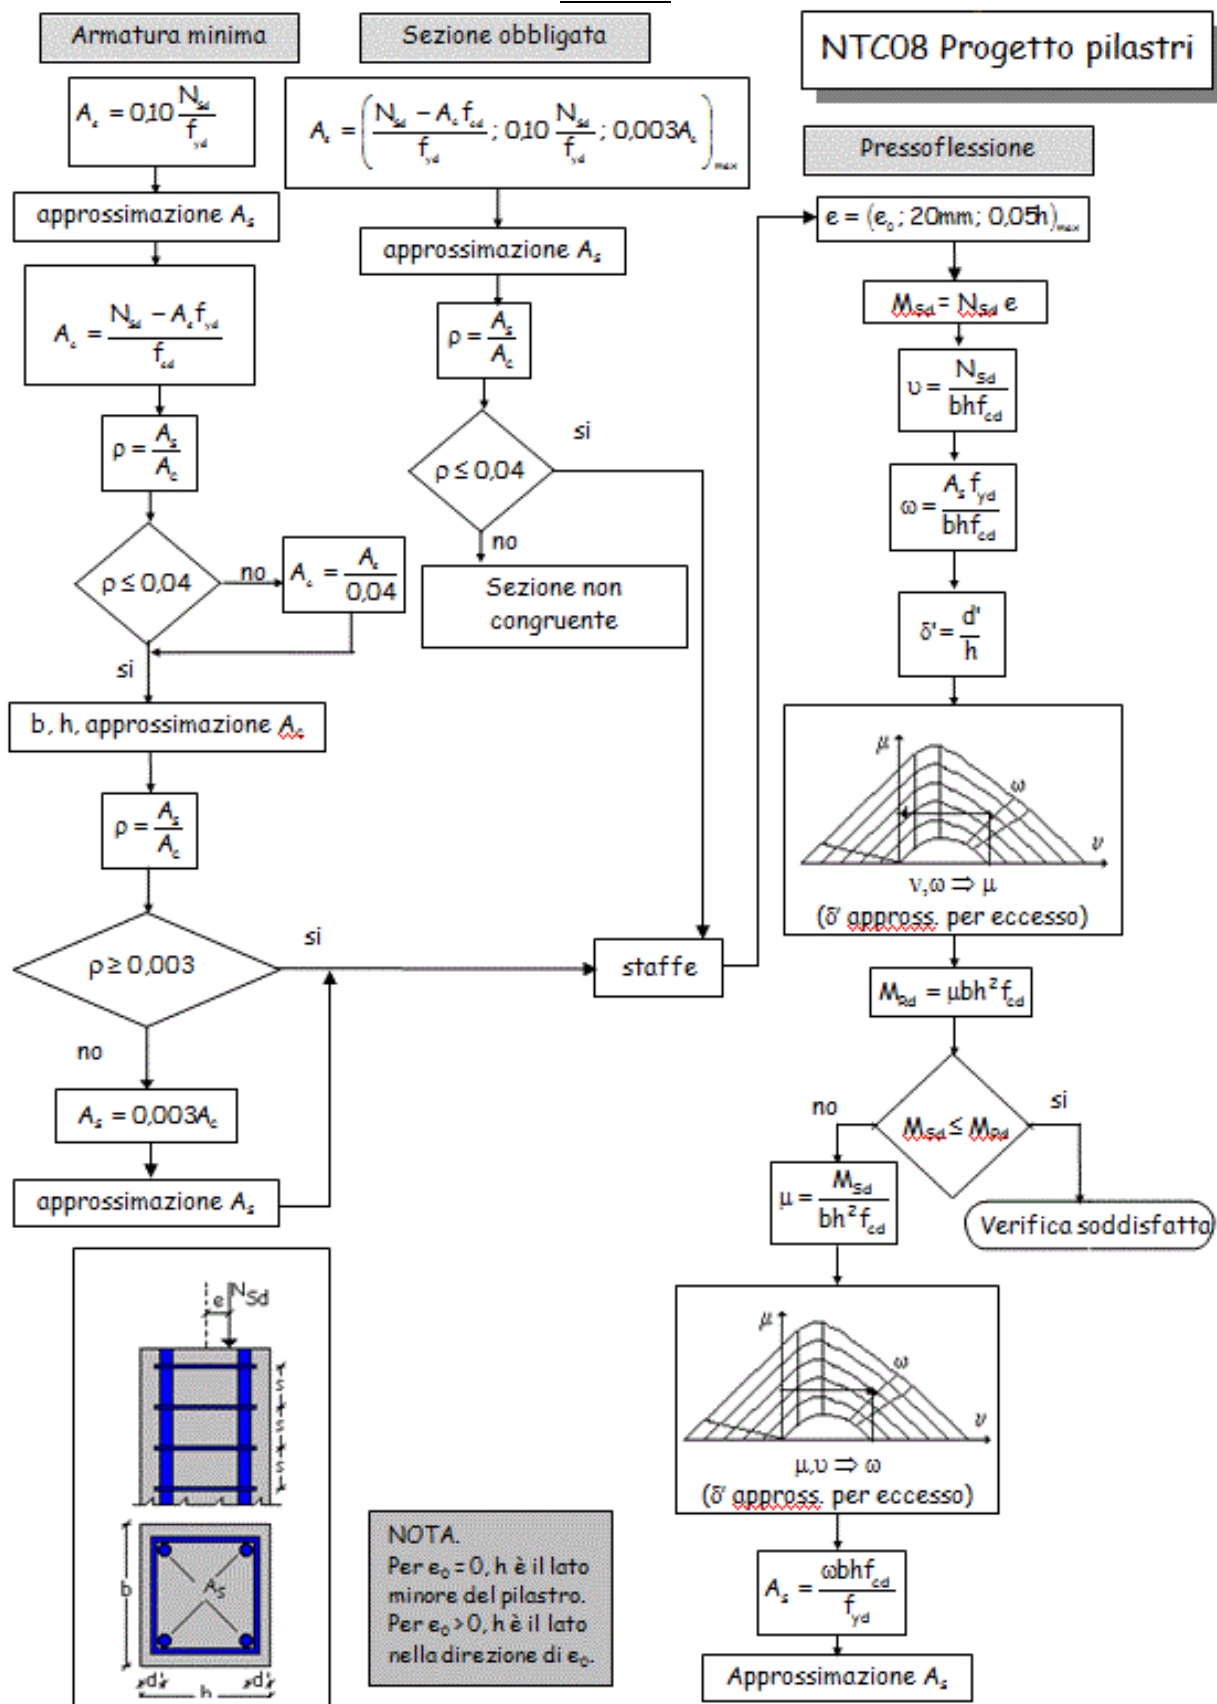 Armatura minima
A_s = 0,10 N_Sd / f_yd
approssimazione A_s
A_c = (N_Sd − A_s f_yd) / f_cd
ρ = A_s / A_c
ρ ≤ 0,04
no
A_c = A_s / 0,04
si
b, h, approssimazione A_c
ρ = A_s / A_c
ρ ≥ 0,003
si
no
A_s = 0,003A_c
approssimazione A_s
Sezione obbligata
A_s = ((N_Sd − A_c f_cd) / f_yd ; 0,10 N_Sd / f_yd ; 0,003A_c)_max
approssimazione A_s
ρ = A_s / A_c
ρ ≤ 0,04
si
no
Sezione non
congruente
staffe
NTC08 Progetto pilastri
Pressoflessione
e = (e_0 ; 20mm ; 0,05h)_max
M_Sd = N_Sd e
υ = N_Sd / bhf_cd
ω = A_s f_yd / bhf_cd
δ' = d' / h
μ
ω
υ
ν,ω ⇒ μ
(δ' appross. per eccesso)
M_Rd = μbh² f_cd
M_Sd ≤ M_Rd
no
si
Verifica soddisfatta
μ = M_Sd / bh² f_cd
μ
ω
υ
μ,υ ⇒ ω
(δ' appross. per eccesso)
A_s = ωbhf_cd / f_yd
Approssimazione A_s
e
N_Sd
s
s
s
b
A_s
d'
d'
h
NOTA.
Per e_0 = 0, h è il lato
minore del pilastro.
Per e_0 > 0, h è il lato
nella direzione di e_0.